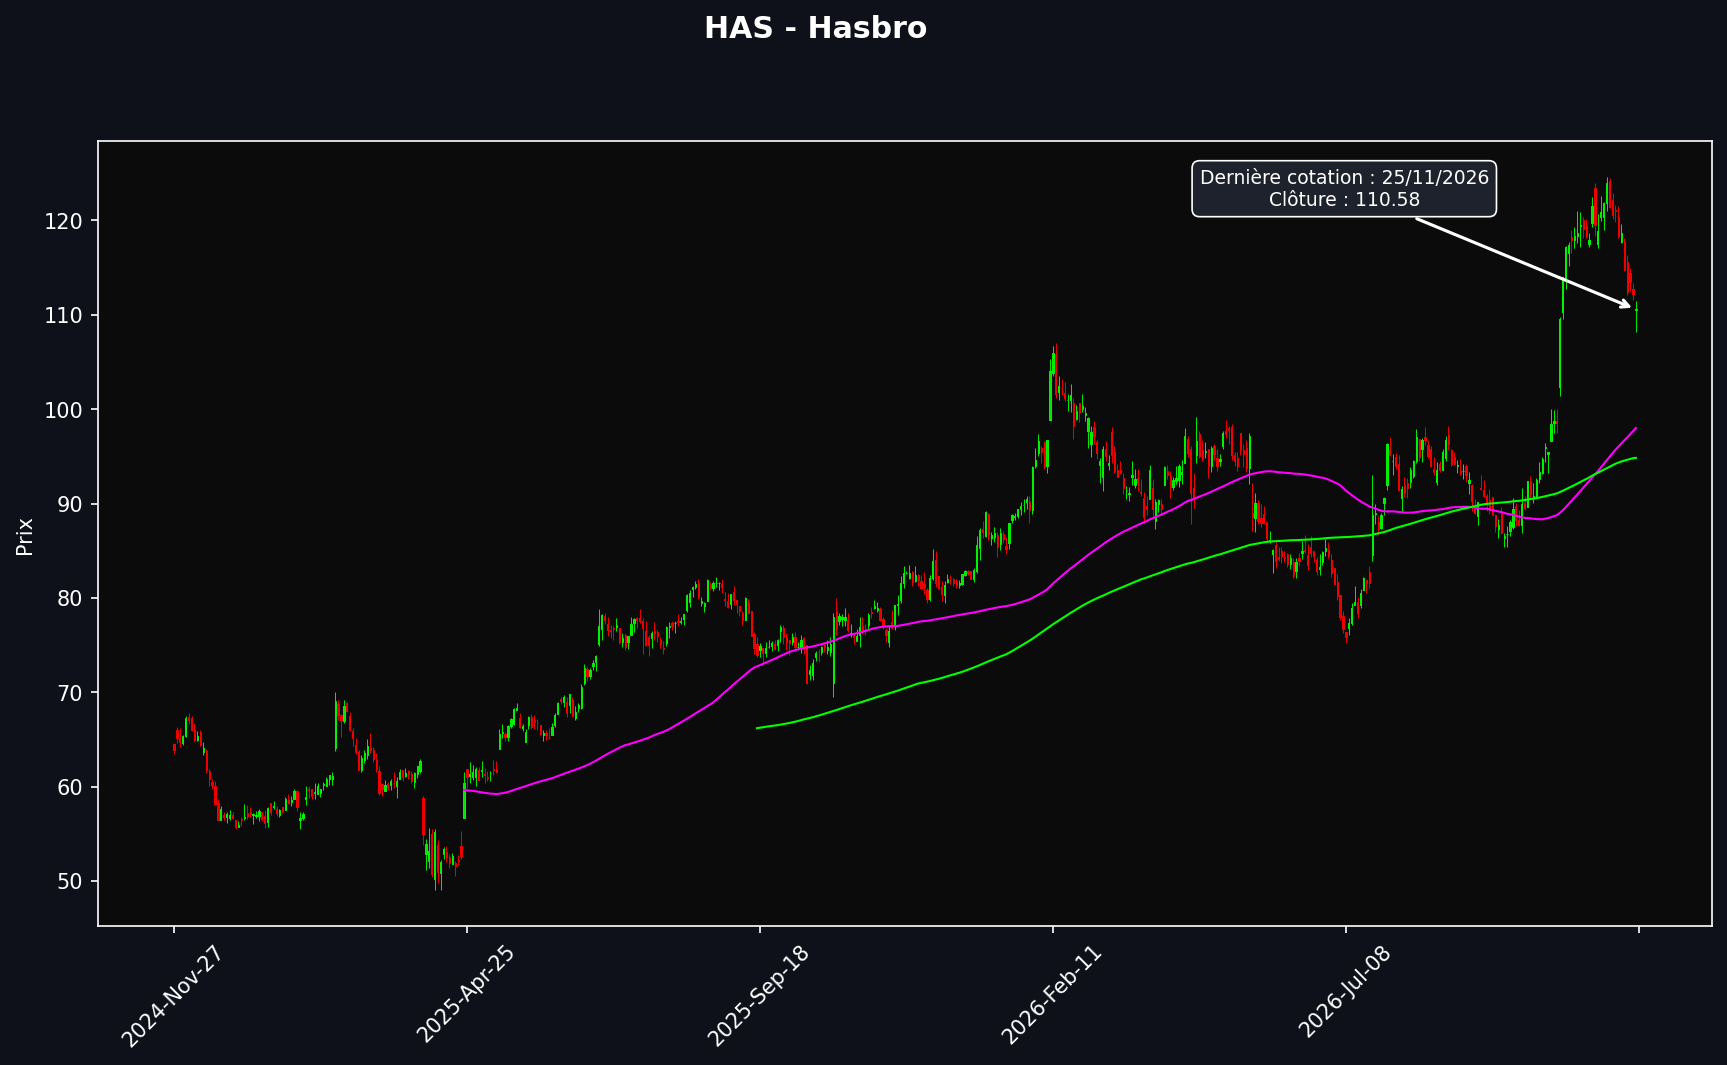 HAS - Hasbro
Dernière cotation : 25/11/2026
Clôture : 110.58
Prix
120
110
100
90
80
70
60
50
2024-Nov-27
2025-Apr-25
2025-Sep-18
2026-Feb-11
2026-Jul-08